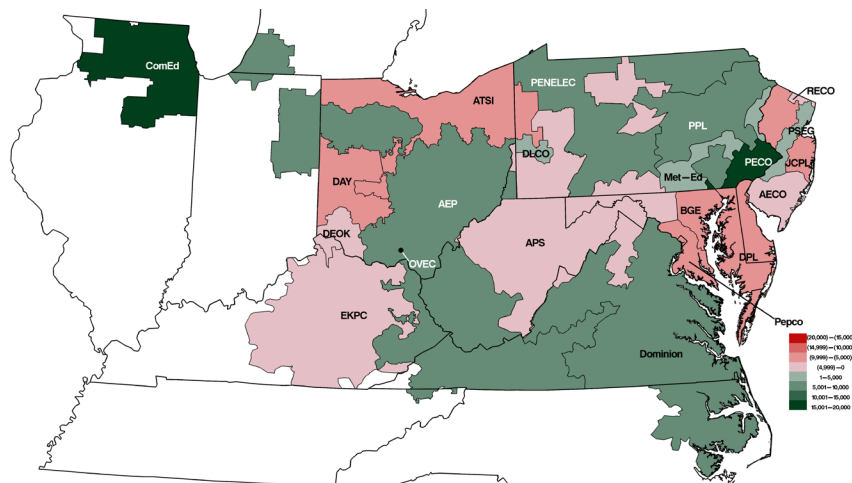 ComEd
RECO
PENELEC
ATSI
PPL
PSEG
DLCO
PECO
JCPL
Met—Ed
DAY
AECO
AEP
BGE
DEOK
APS
DPL
OVEC
EKPC
Pepco
Dominion
(20,000)—(15,000)
(14,999)—(10,000)
(9,999)—(5,000)
(4,999)—0
1—5,000
5,001—10,000
10,001—15,000
15,001—20,000